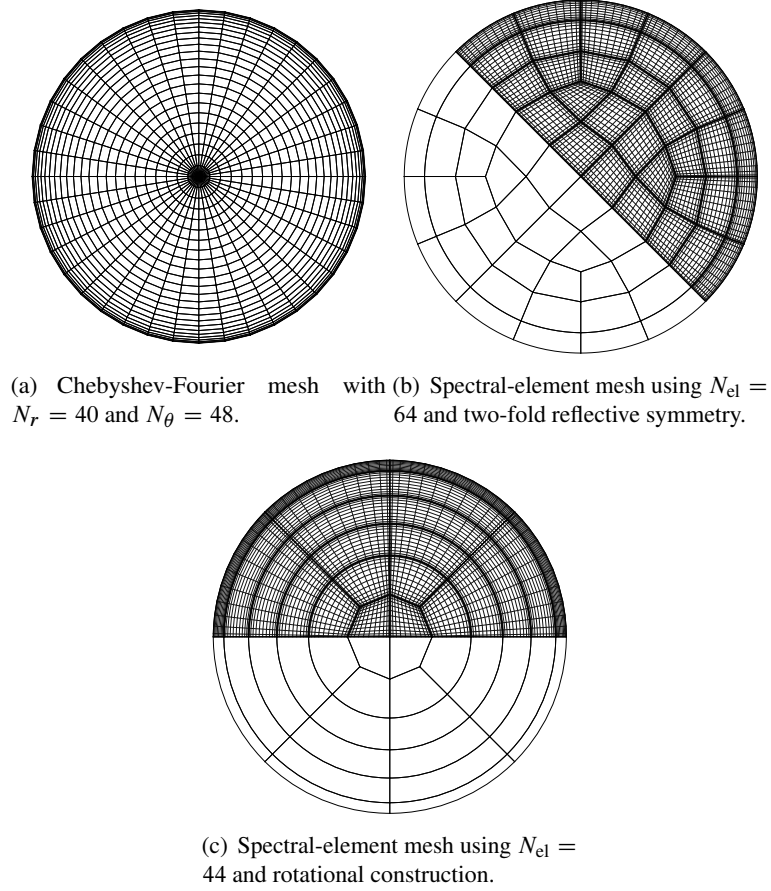 (a) Chebyshev-Fourier mesh with
N_r = 40 and N_θ = 48.
(b) Spectral-element mesh using N_el =
64 and two-fold reflective symmetry.
(c) Spectral-element mesh using N_el =
44 and rotational construction.